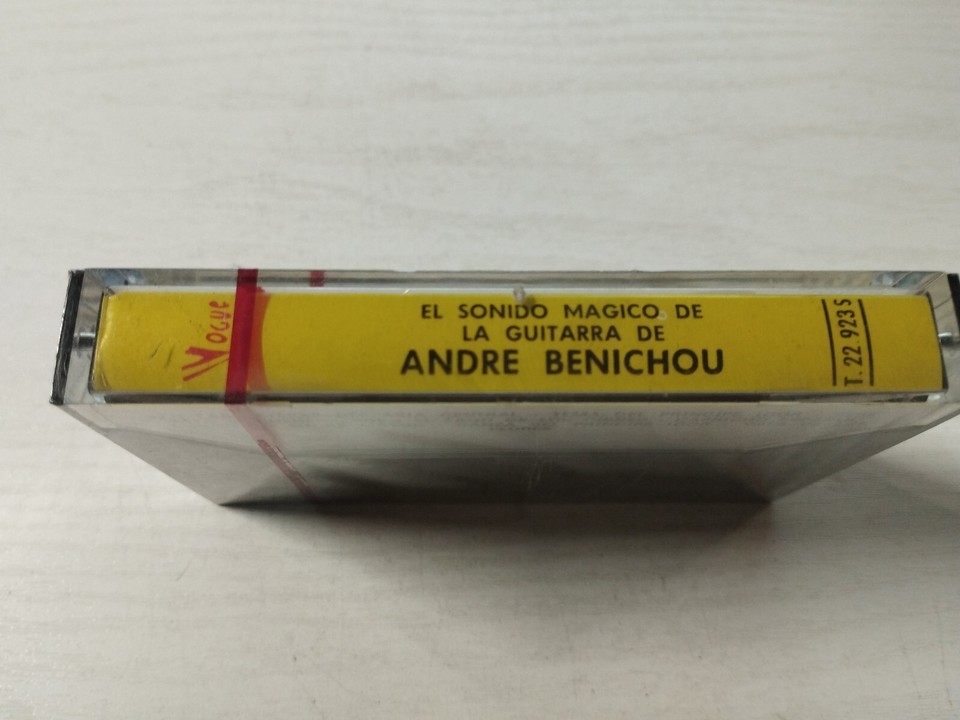 Vogue
EL SONIDO MAGICO DE
LA GUITARRA DE
ANDRE BENICHOU
T. 22.923 S